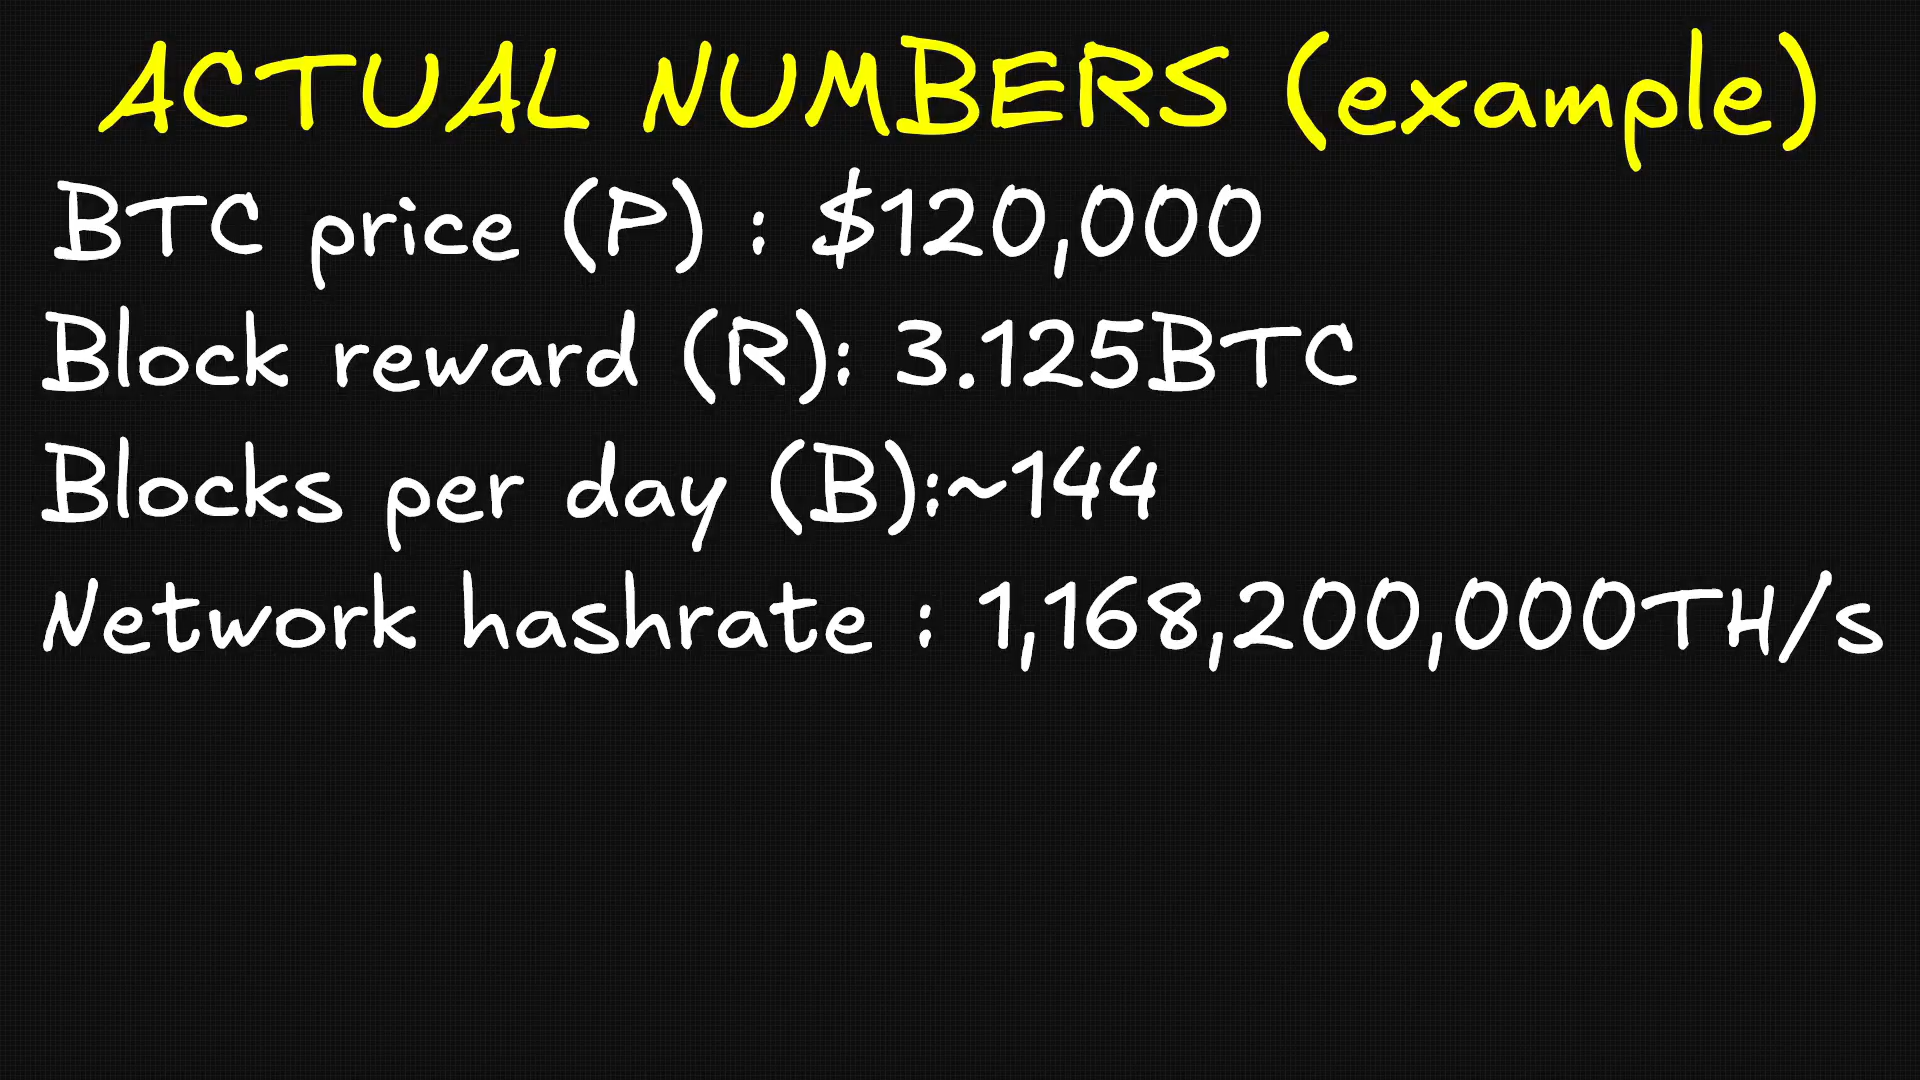 ACTUAL NUMBERS (example)
BTC price (P) : $120,000
Block reward (R): 3.125BTC
Blocks per day (B):~144
Network hashrate : 1,168,200,000TH/s